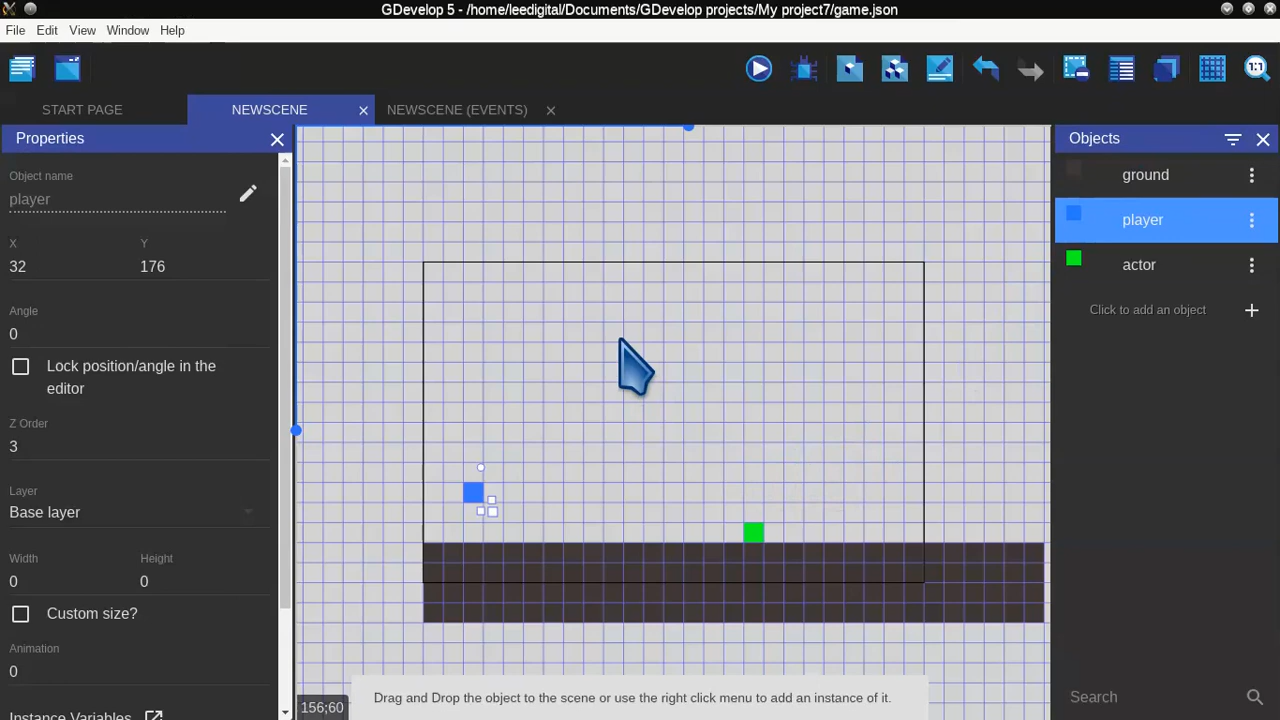 GDevelop 5 - /home/leedigital/Documents/GDevelop projects/My project7/game.json
File Edit View Window Help
1:1
START PAGE NEWSCENE NEWSCENE (EVENTS)
Properties
Object name
player
X Y
32 176
Angle
0
Lock position/angle in the
editor
Z Order
3
Layer
Base layer
Width Height
0 0
Custom size?
Animation
0
Instance Variables
156;60
Drag and Drop the object to the scene or use the right click menu to add an instance of it.
Objects
ground
player
actor
Click to add an object
Search